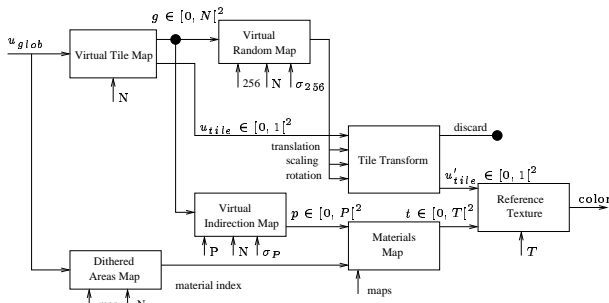 g ∈ [0, N[²
u_glob
Virtual Tile Map
N
Virtual
Random Map
256 N σ₂₅₆
u_tile ∈ [0, 1[²
translation
scaling
rotation
Tile Transform
discard
u'_tile ∈ [0, 1[²
Virtual
Indirection Map
P N σ_P
p ∈ [0, P[²
Materials
Map
maps
t ∈ [0, T[²
Reference
Texture
T
color
Dithered
Areas Map
material index